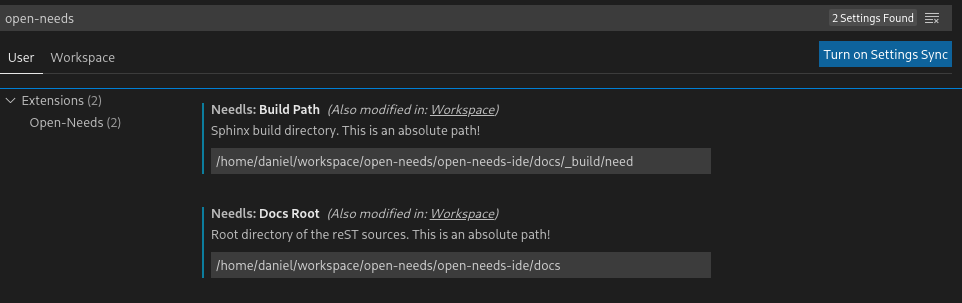 open-needs
2 Settings Found
User Workspace
Turn on Settings Sync
Extensions (2)
Open-Needs (2)
Needls: Build Path (Also modified in: Workspace)
Sphinx build directory. This is an absolute path!
/home/daniel/workspace/open-needs/open-needs-ide/docs/_build/need
Needls: Docs Root (Also modified in: Workspace)
Root directory of the reST sources. This is an absolute path!
/home/daniel/workspace/open-needs/open-needs-ide/docs